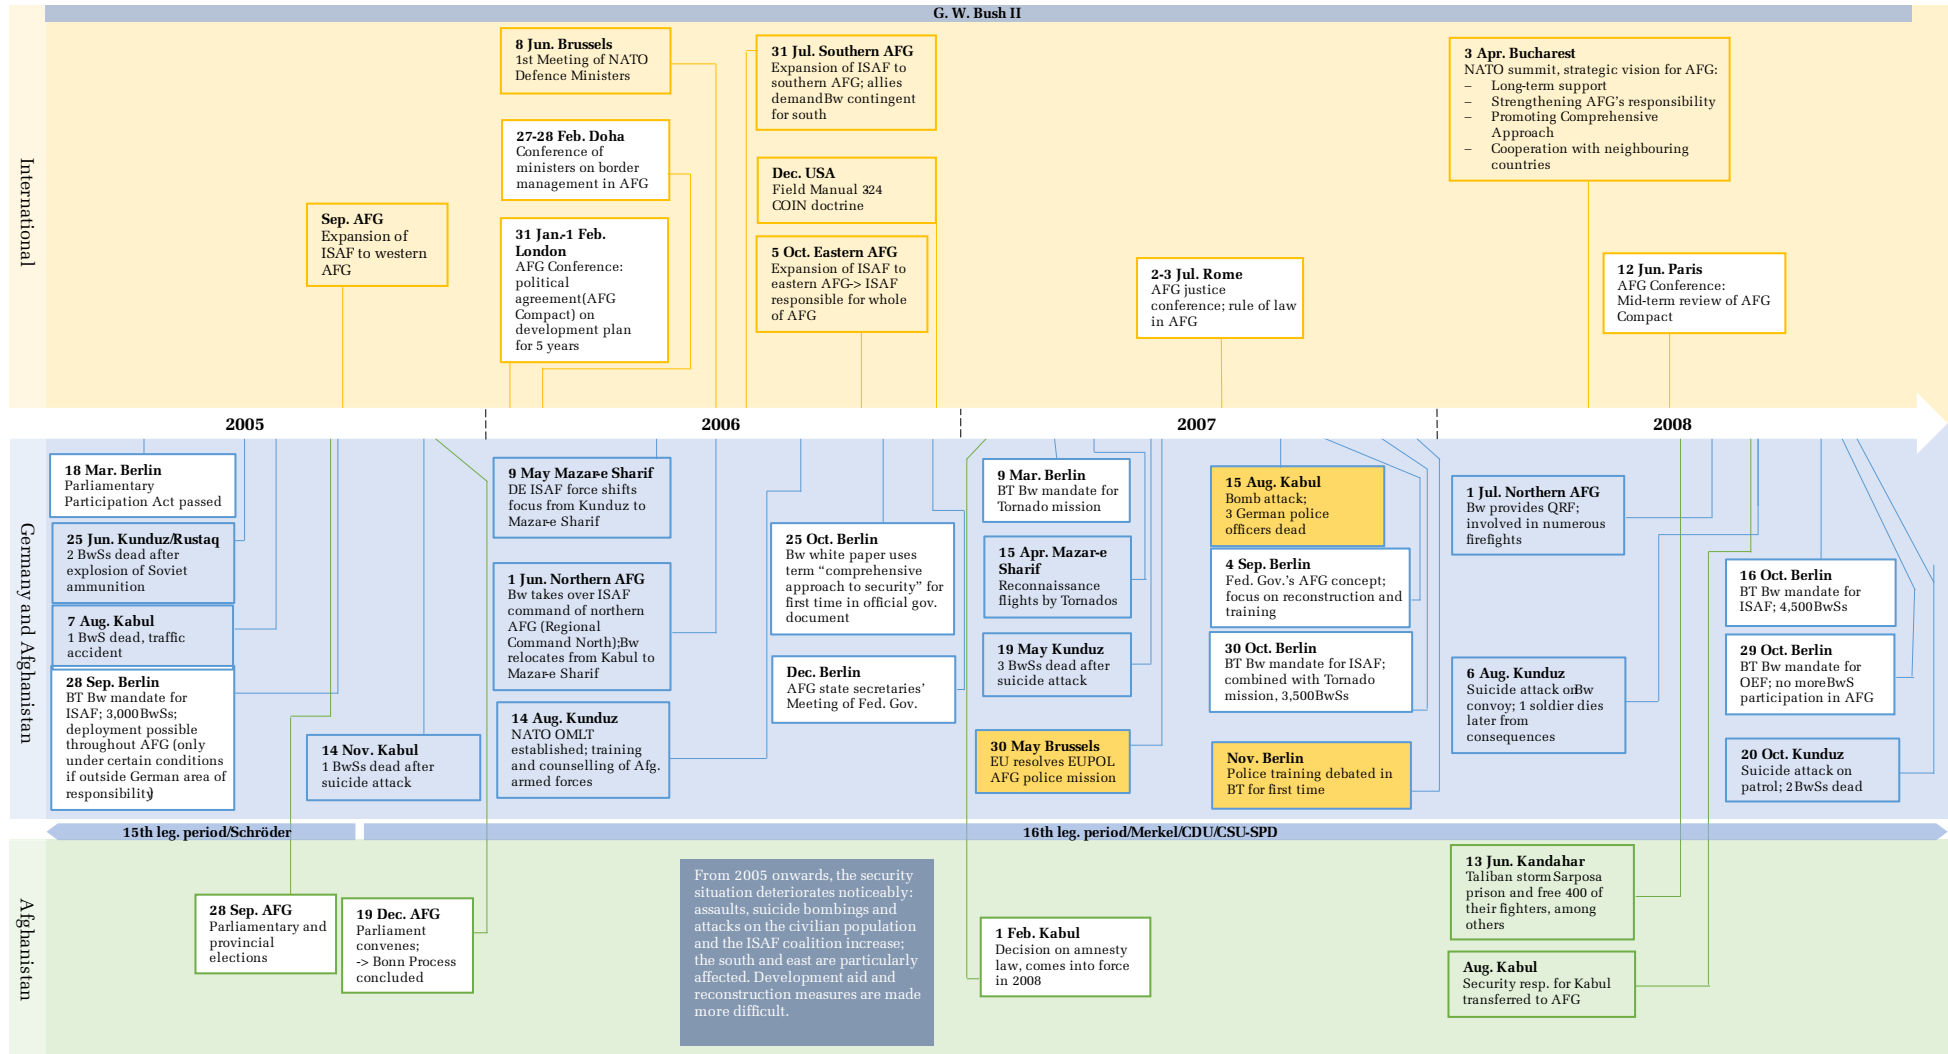 G. W. Bush II
International
8 Jun. Brussels
1st Meeting of NATO
Defence Ministers
27-28 Feb. Doha
Conference of
ministers on border
management in AFG
Sep. AFG
Expansion of
ISAF to western
AFG
31 Jan.-1 Feb.
London
AFG Conference:
political
agreement(AFG
Compact) on
development plan
for 5 years
31 Jul. Southern AFG
Expansion of ISAF to
southern AFG; allies
demandBw contingent
for south
Dec. USA
Field Manual 324
COIN doctrine
5 Oct. Eastern AFG
Expansion of ISAF to
eastern AFG-> ISAF
responsible for whole
of AFG
2-3 Jul. Rome
AFG justice
conference; rule of law
in AFG
3 Apr. Bucharest
NATO summit, strategic vision for AFG:
– Long-term support
– Strengthening AFG's responsibility
– Promoting Comprehensive
Approach
– Cooperation with neighbouring
countries
12 Jun. Paris
AFG Conference:
Mid-term review of AFG
Compact
2005
2006
2007
2008
Germany and Afghanistan
18 Mar. Berlin
Parliamentary
Participation Act passed
25 Jun. Kunduz/Rustaq
2 BwSs dead after
explosion of Soviet
ammunition
7 Aug. Kabul
1 BwS dead, traffic
accident
28 Sep. Berlin
BT Bw mandate for
ISAF; 3,000BwSs;
deployment possible
throughout AFG (only
under certain conditions
if outside German area of
responsibility)
14 Nov. Kabul
1 BwSs dead after
suicide attack
9 May Mazar-e Sharif
DE ISAF force shifts
focus from Kunduz to
Mazar-e Sharif
1 Jun. Northern AFG
Bw takes over ISAF
command of northern
AFG (Regional
Command North);Bw
relocates from Kabul to
Mazar-e Sharif
14 Aug. Kunduz
NATO OMLT
established; training
and counselling of Afg.
armed forces
25 Oct. Berlin
Bw white paper uses
term “comprehensive
approach to security” for
first time in official gov.
document
Dec. Berlin
AFG state secretaries’
Meeting of Fed. Gov.
9 Mar. Berlin
BT Bw mandate for
Tornado mission
15 Apr. Mazar-e
Sharif
Reconnaissance
flights by Tornados
19 May Kunduz
3 BwSs dead after
suicide attack
30 May Brussels
EU resolves EUPOL
AFG police mission
15 Aug. Kabul
Bomb attack;
3 German police
officers dead
4 Sep. Berlin
Fed. Gov.’s AFG concept;
focus on reconstruction and
training
30 Oct. Berlin
BT Bw mandate for ISAF;
combined with Tornado
mission, 3,500BwSs
Nov. Berlin
Police training debated in
BT for first time
1 Jul. Northern AFG
Bw provides QRF;
involved in numerous
firefights
6 Aug. Kunduz
Suicide attack onBw
convoy; 1 soldier dies
later from
consequences
16 Oct. Berlin
BT Bw mandate for
ISAF; 4,500BwSs
29 Oct. Berlin
BT Bw mandate for
OEF; no moreBwS
participation in AFG
20 Oct. Kunduz
Suicide attack on
patrol; 2BwSs dead
15th leg. period/Schröder
16th leg. period/Merkel/CDU/CSU-SPD
Afghanistan
28 Sep. AFG
Parliamentary and
provincial
elections
19 Dec. AFG
Parliament
convenes;
-> Bonn Process
concluded
From 2005 onwards, the security
situation deteriorates noticeably:
assaults, suicide bombings and
attacks on the civilian population
and the ISAF coalition increase;
the south and east are particularly
affected. Development aid and
reconstruction measures are made
more difficult.
1 Feb. Kabul
Decision on amnesty
law, comes into force
in 2008
13 Jun. Kandahar
Taliban stormSarposa
prison and free 400 of
their fighters, among
others
Aug. Kabul
Security resp. for Kabul
transferred to AFG